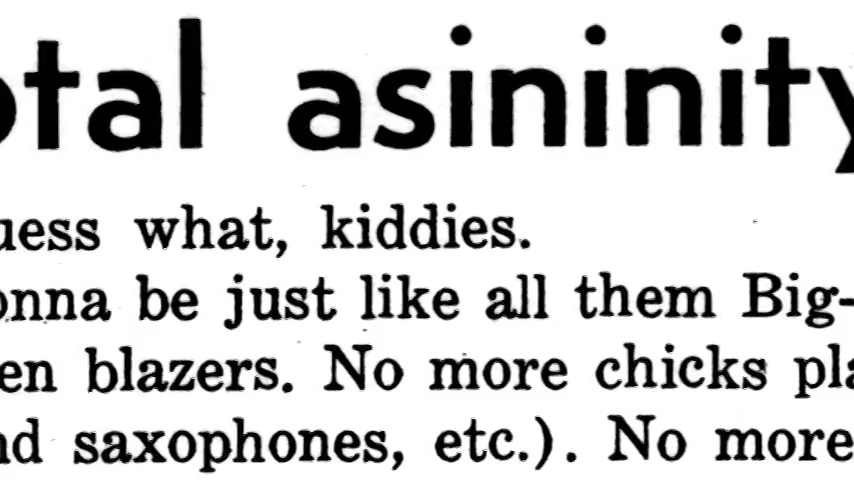 otal asininity
uess what, kiddies.
onna be just like all them Big-
en blazers. No more chicks pla
nd saxophones, etc.). No more